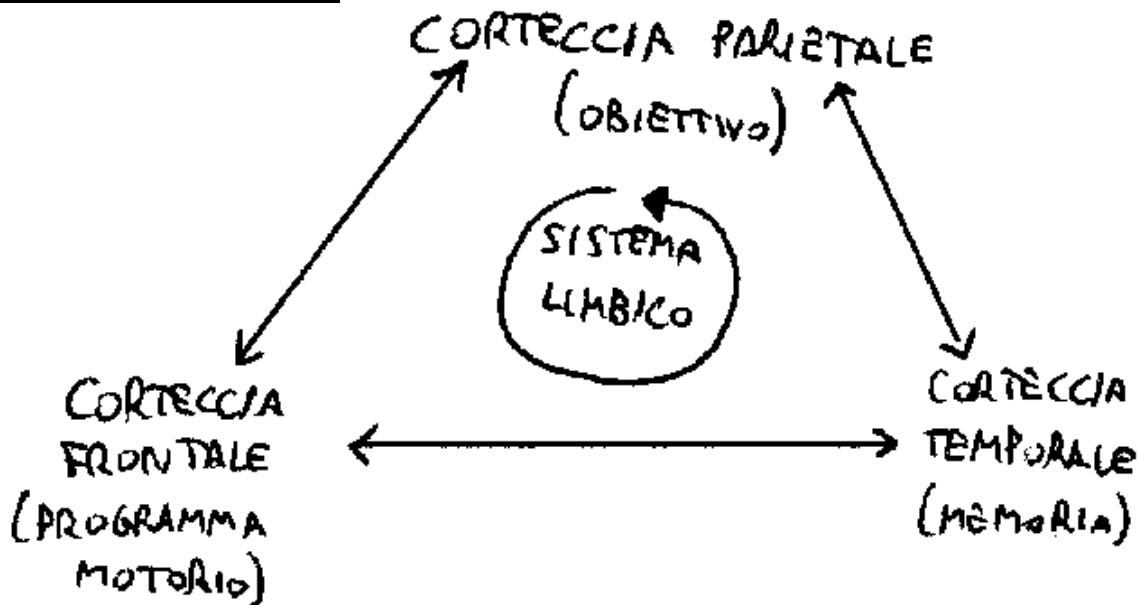 CORTECCIA PARIETALE
(OBIETTIVO)
SISTEMA
LIMBICO
CORTECCIA
FRONTALE
(PROGRAMMA
MOTORIO)
CORTECCIA
TEMPORALE
(MEMORIA)